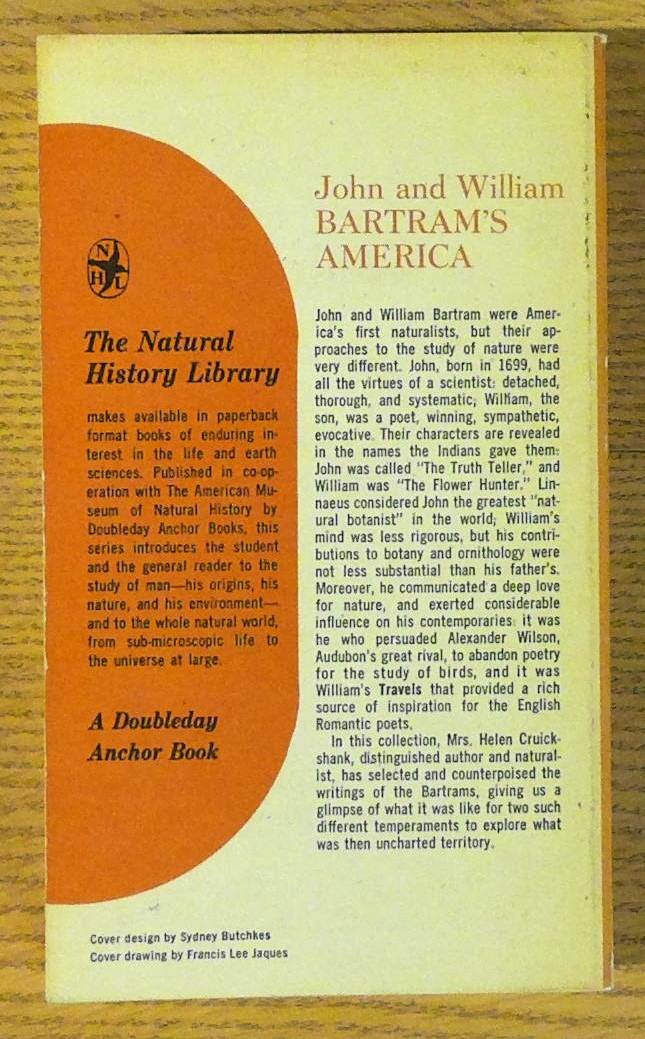 N
H L
The Natural
History Library
makes available in paperback
format books of enduring in-
terest in the life and earth
sciences. Published in co-op-
eration with The American Mu-
seum of Natural History by
Doubleday Anchor Books, this
series introduces the student
and the general reader to the
study of man—his origins, his
nature, and his environment—
and to the whole natural world,
from sub-microscopic life to
the universe at large.
A Doubleday
Anchor Book
Cover design by Sydney Butchkes
Cover drawing by Francis Lee Jaques
John and William
BARTRAM'S
AMERICA
John and William Bartram were Amer-
ica's first naturalists, but their ap-
proaches to the study of nature were
very different. John, born in 1699, had
all the virtues of a scientist: detached,
thorough, and systematic; William, the
son, was a poet, winning, sympathetic,
evocative. Their characters are revealed
in the names the Indians gave them:
John was called "The Truth Teller," and
William was "The Flower Hunter." Lin-
naeus considered John the greatest "nat-
ural botanist" in the world; William's
mind was less rigorous, but his contri-
butions to botany and ornithology were
not less substantial than his father's.
Moreover, he communicated a deep love
for nature, and exerted considerable
influence on his contemporaries: it was
he who persuaded Alexander Wilson,
Audubon's great rival, to abandon poetry
for the study of birds, and it was
William's Travels that provided a rich
source of inspiration for the English
Romantic poets.
In this collection, Mrs. Helen Cruick-
shank, distinguished author and natural-
ist, has selected and counterpoised the
writings of the Bartrams, giving us a
glimpse of what it was like for two such
different temperaments to explore what
was then uncharted territory.